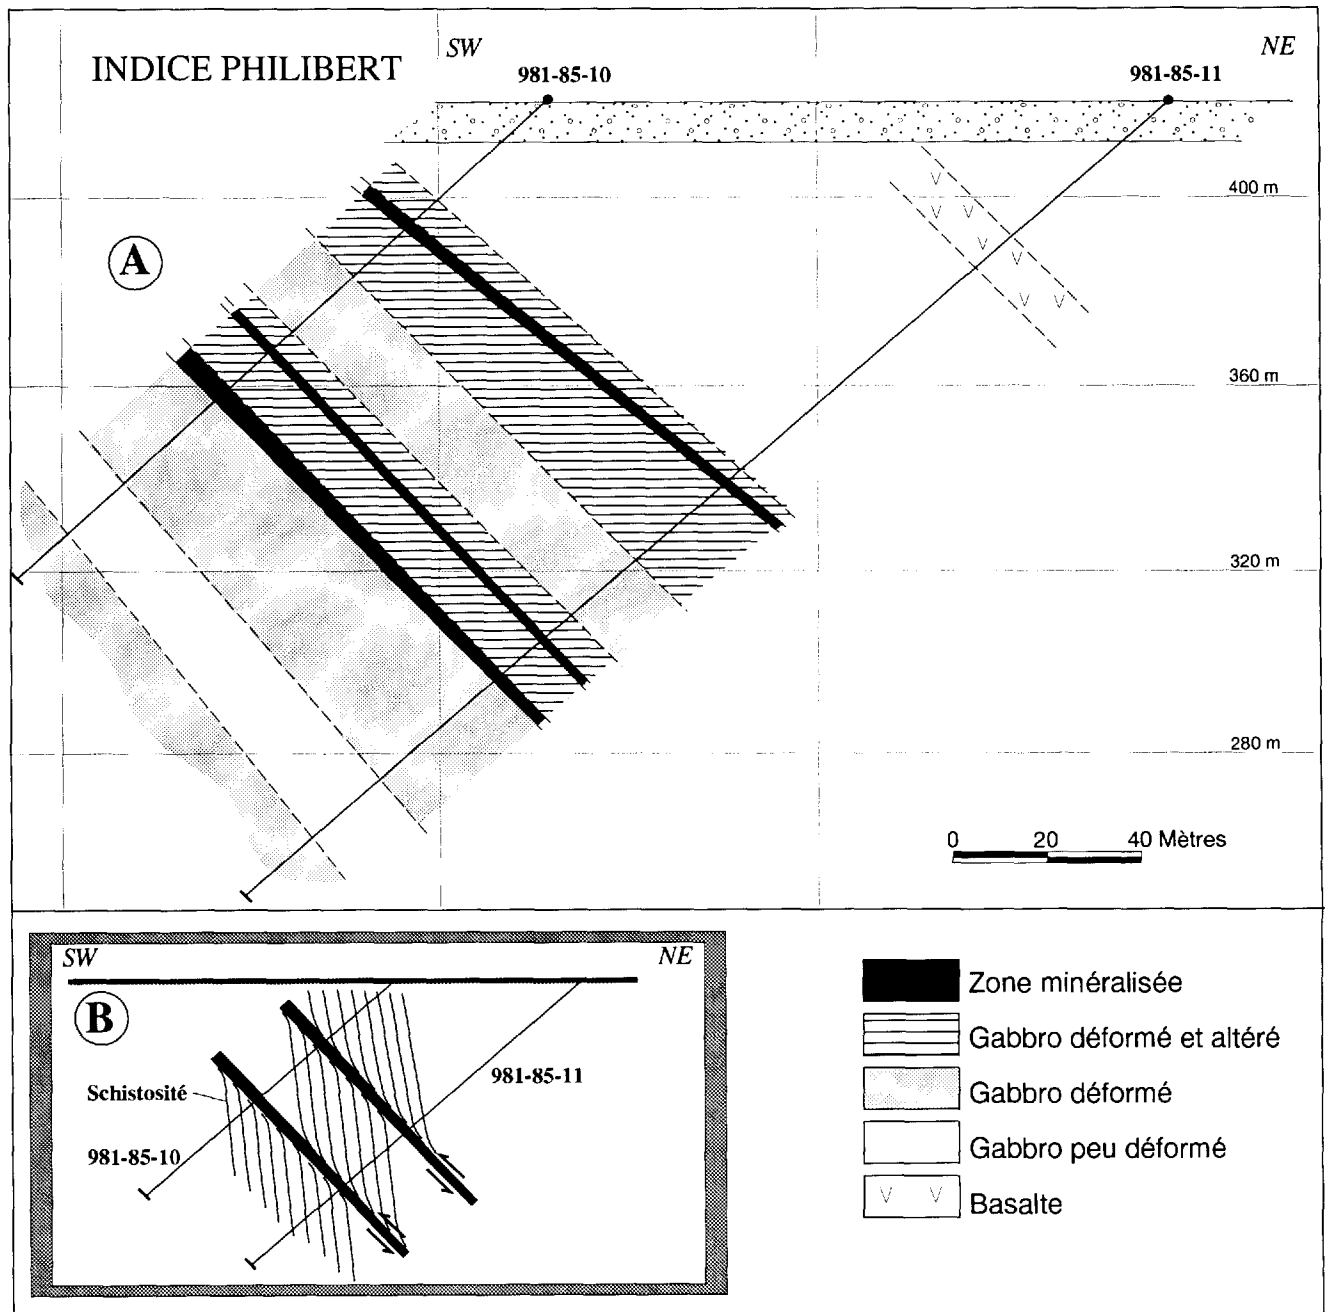 SW
NE
INDICE PHILIBERT
981-85-10
981-85-11
400 m
A
360 m
320 m
280 m
0 20 40 Mètres
SW
NE
B
Schistosité
981-85-11
981-85-10
Zone minéralisée
Gabbro déformé et altéré
Gabbro déformé
Gabbro peu déformé
V V
Basalte